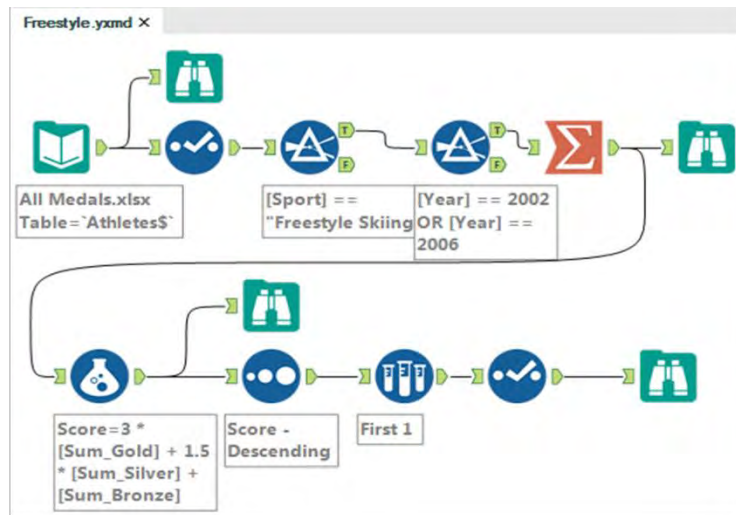 Freestyle.yxmd ×
T
F
T
F
All Medals.xlsx
Table=`Athletes$`
[Sport] ==
"Freestyle Skiing
[Year] == 2002
OR [Year] ==
2006
Score=3 *
[Sum_Gold] + 1.5
* [Sum_Silver] +
[Sum_Bronze]
Score -
Descending
First 1